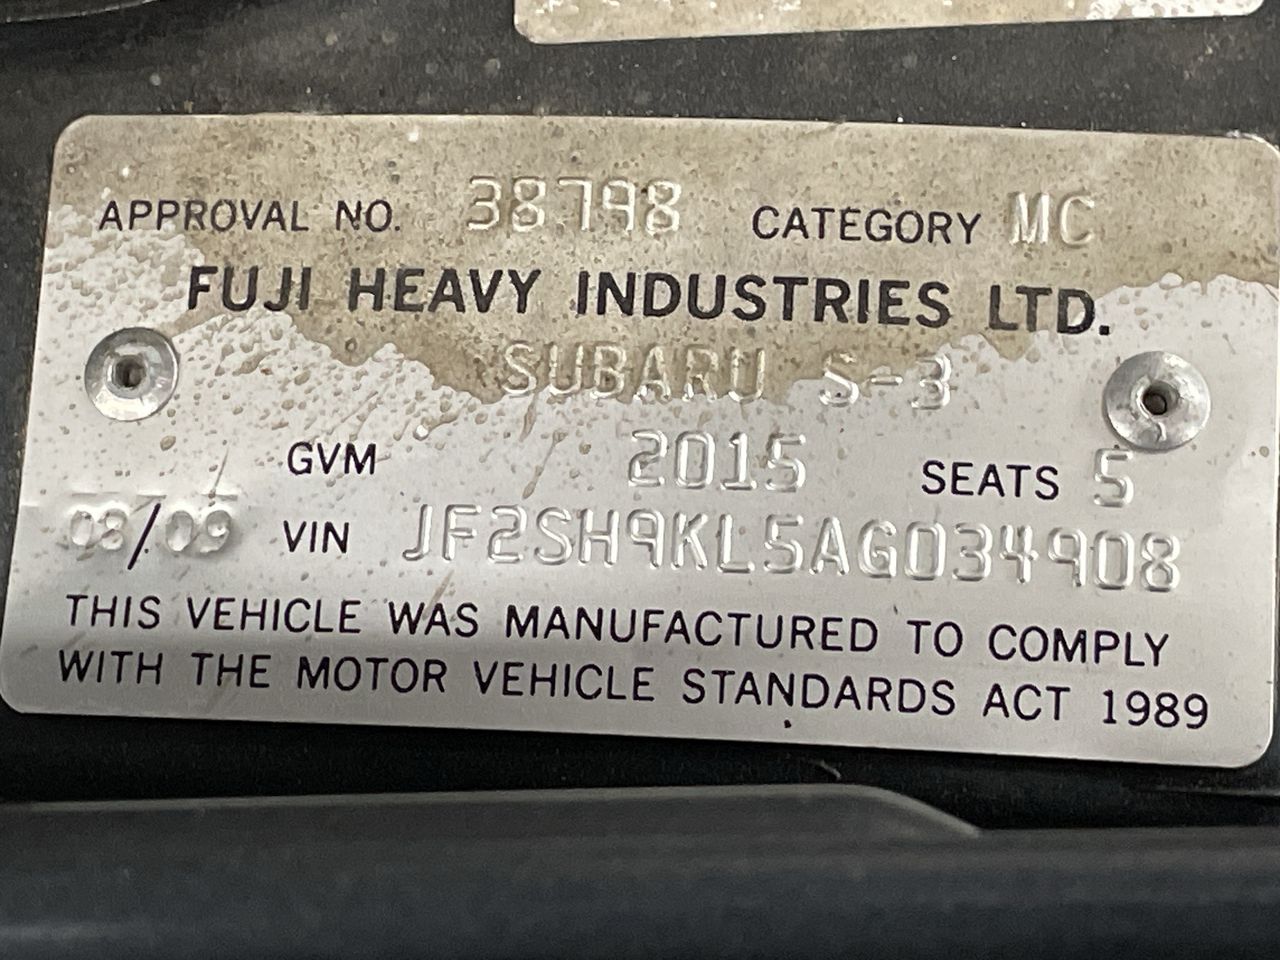 APPROVAL NO. 38798 CATEGORY MC
FUJI HEAVY INDUSTRIES LTD.
SUBARU S-3
GVM 2015 SEATS 5
08/09 VIN JF2SH9KL5AG034908
THIS VEHICLE WAS MANUFACTURED TO COMPLY
WITH THE MOTOR VEHICLE STANDARDS ACT 1989